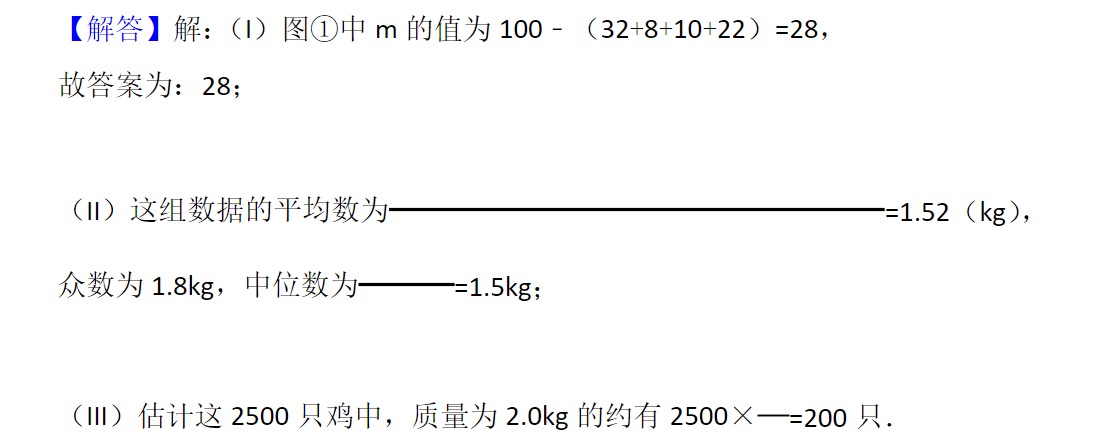 【解答】解：（I）图①中 m 的值为 100﹣（32+8+10+22）=28，
故答案为：28；
（II）这组数据的平均数为 =1.52（kg），
众数为 1.8kg，中位数为 =1.5kg；
（III）估计这 2500 只鸡中，质量为 2.0kg 的约有 2500× =200 只．